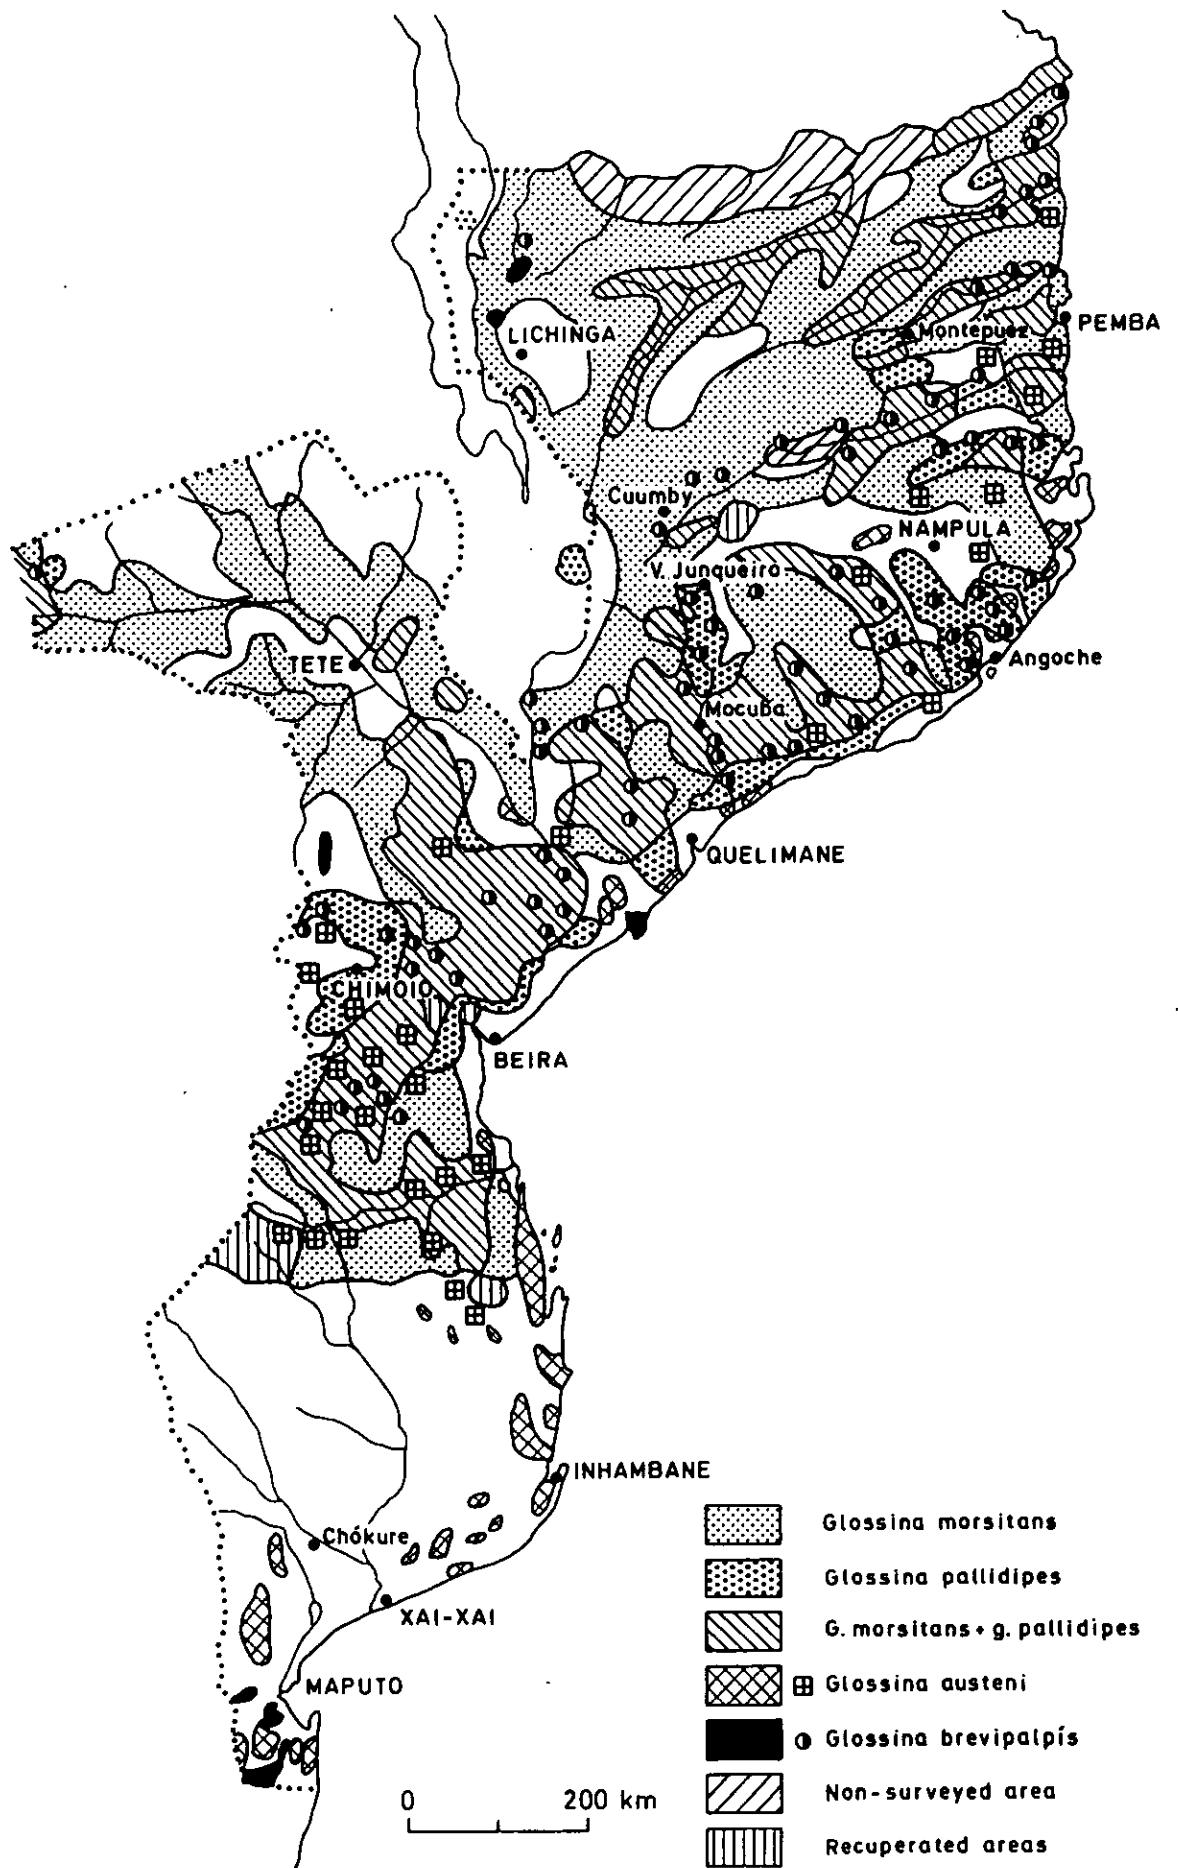 LICHINGA
PEMBA
Montepuez
Cuumby
NAMPULA
V. Junqueiro
TETE
Angoche
Mocuba
QUELIMANE
CHIMOIO
BEIRA
INHAMBANE
Chókure
XAI-XAI
MAPUTO
Glossina morsitans
Glossina pallidipes
G. morsitans + g. pallidipes
Glossina austeni
Glossina brevipalpís
Non-surveyed area
Recuperated areas
0 200 km